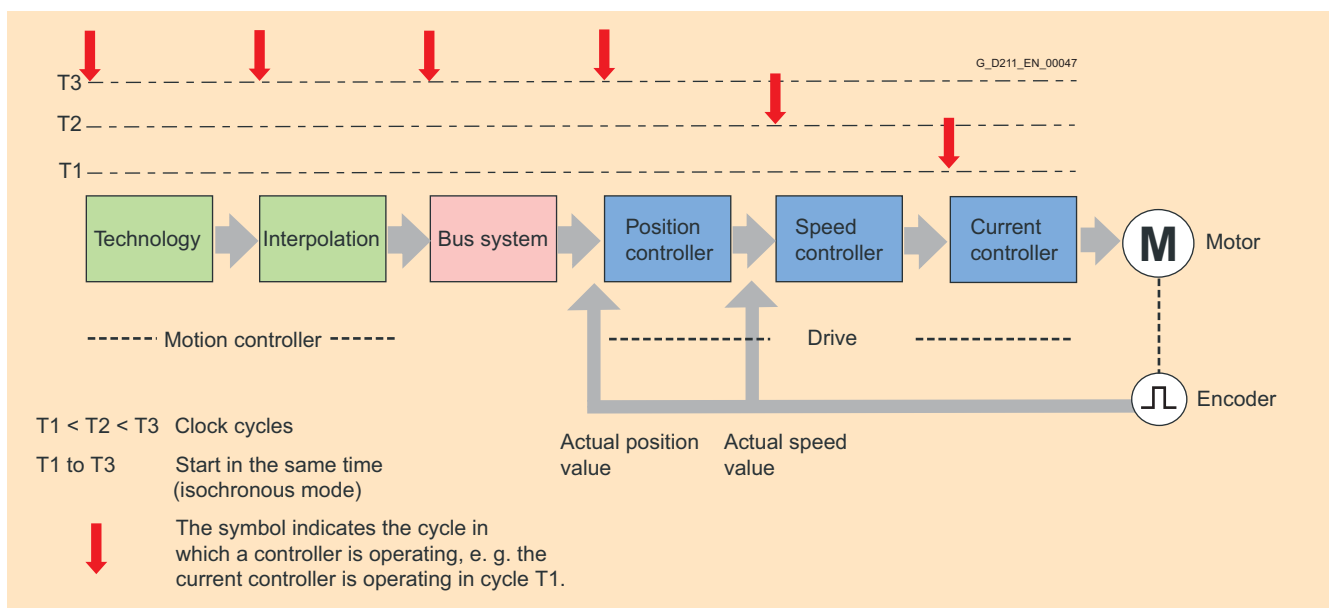 G_D211_EN_00047
T3
T2
T1
Technology
Interpolation
Bus system
Position
controller
Speed
controller
Current
controller
M
Motor
Motion controller
Drive
Encoder
T1 < T2 < T3 Clock cycles
T1 to T3 Start in the same time
(isochronous mode)
Actual position
value
Actual speed
value
The symbol indicates the cycle in
which a controller is operating, e. g. the
current controller is operating in cycle T1.